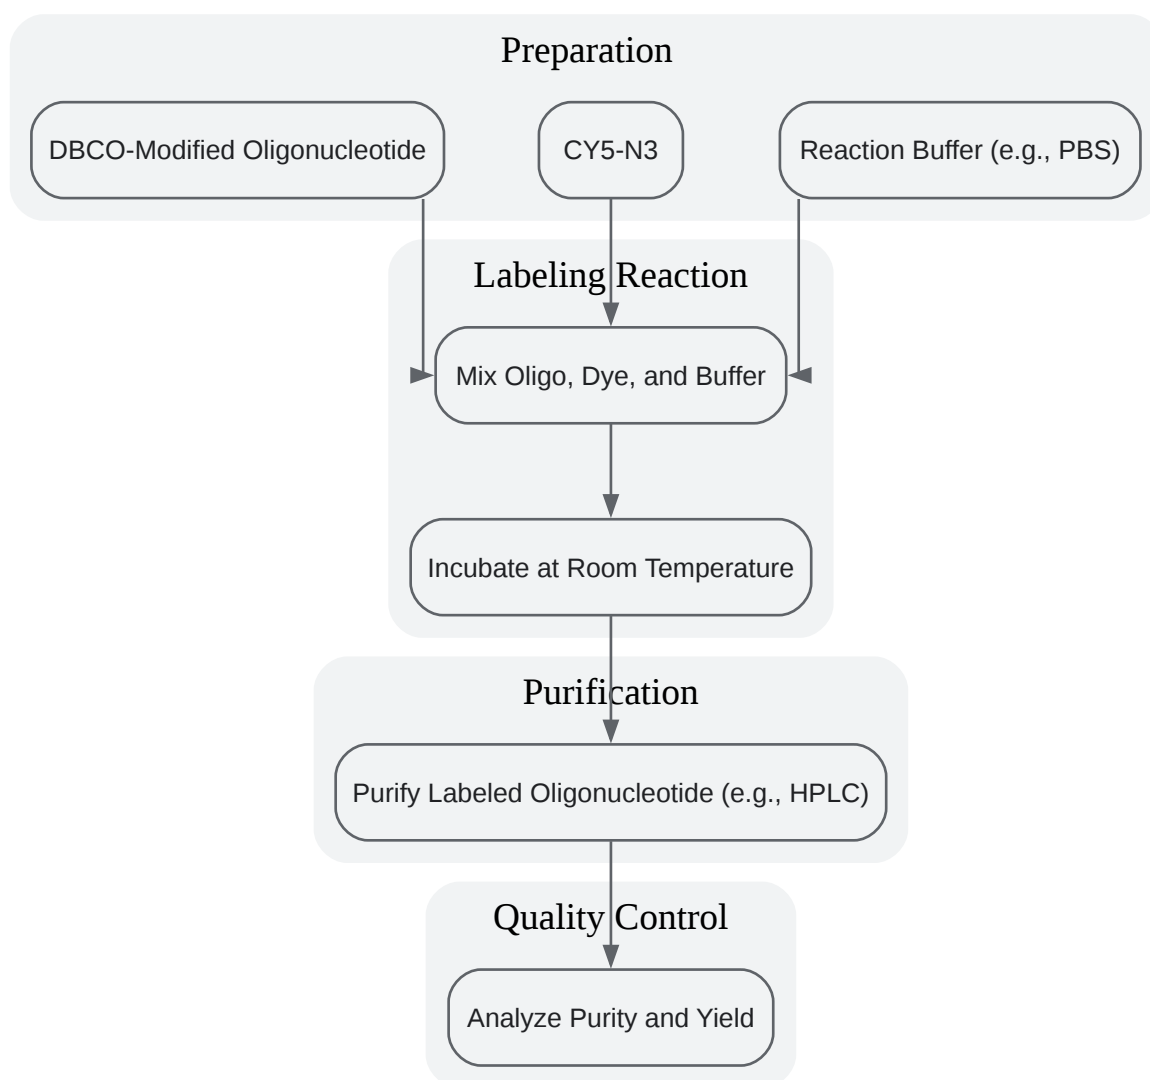 Preparation
DBCO-Modified Oligonucleotide
CY5-N3
Reaction Buffer (e.g., PBS)
Labeling Reaction
Mix Oligo, Dye, and Buffer
Incubate at Room Temperature
Purification
Purify Labeled Oligonucleotide (e.g., HPLC)
Quality Control
Analyze Purity and Yield